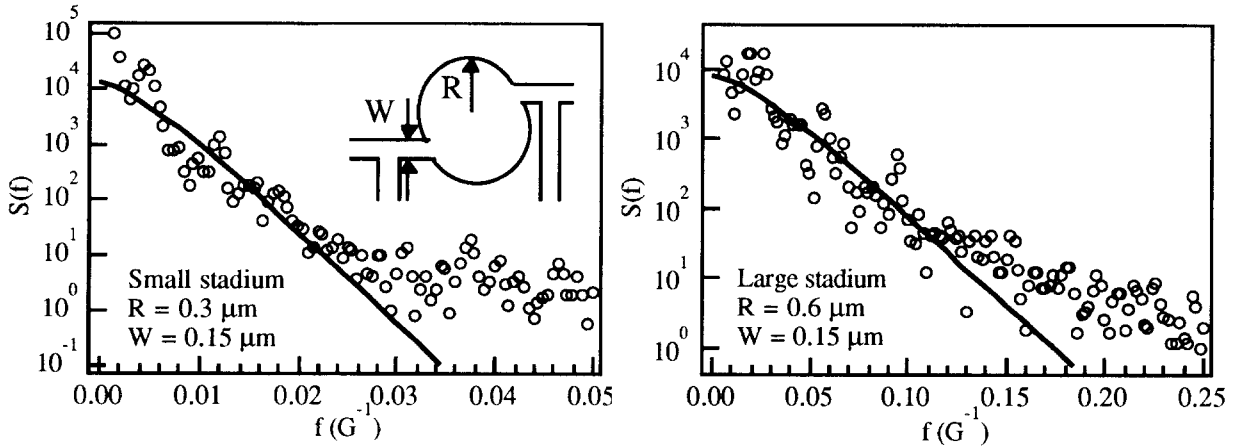 S(f)
10^5
10^4
10^3
10^2
10^1
10^0
10^-1
R
W
Small stadium
R = 0.3 μm
W = 0.15 μm
0.00 0.01 0.02 0.03 0.04 0.05
f (G^-1)
S(f)
10^4
10^3
10^2
10^1
10^0
Large stadium
R = 0.6 μm
W = 0.15 μm
0.00 0.05 0.10 0.15 0.20 0.25
f (G^-1)